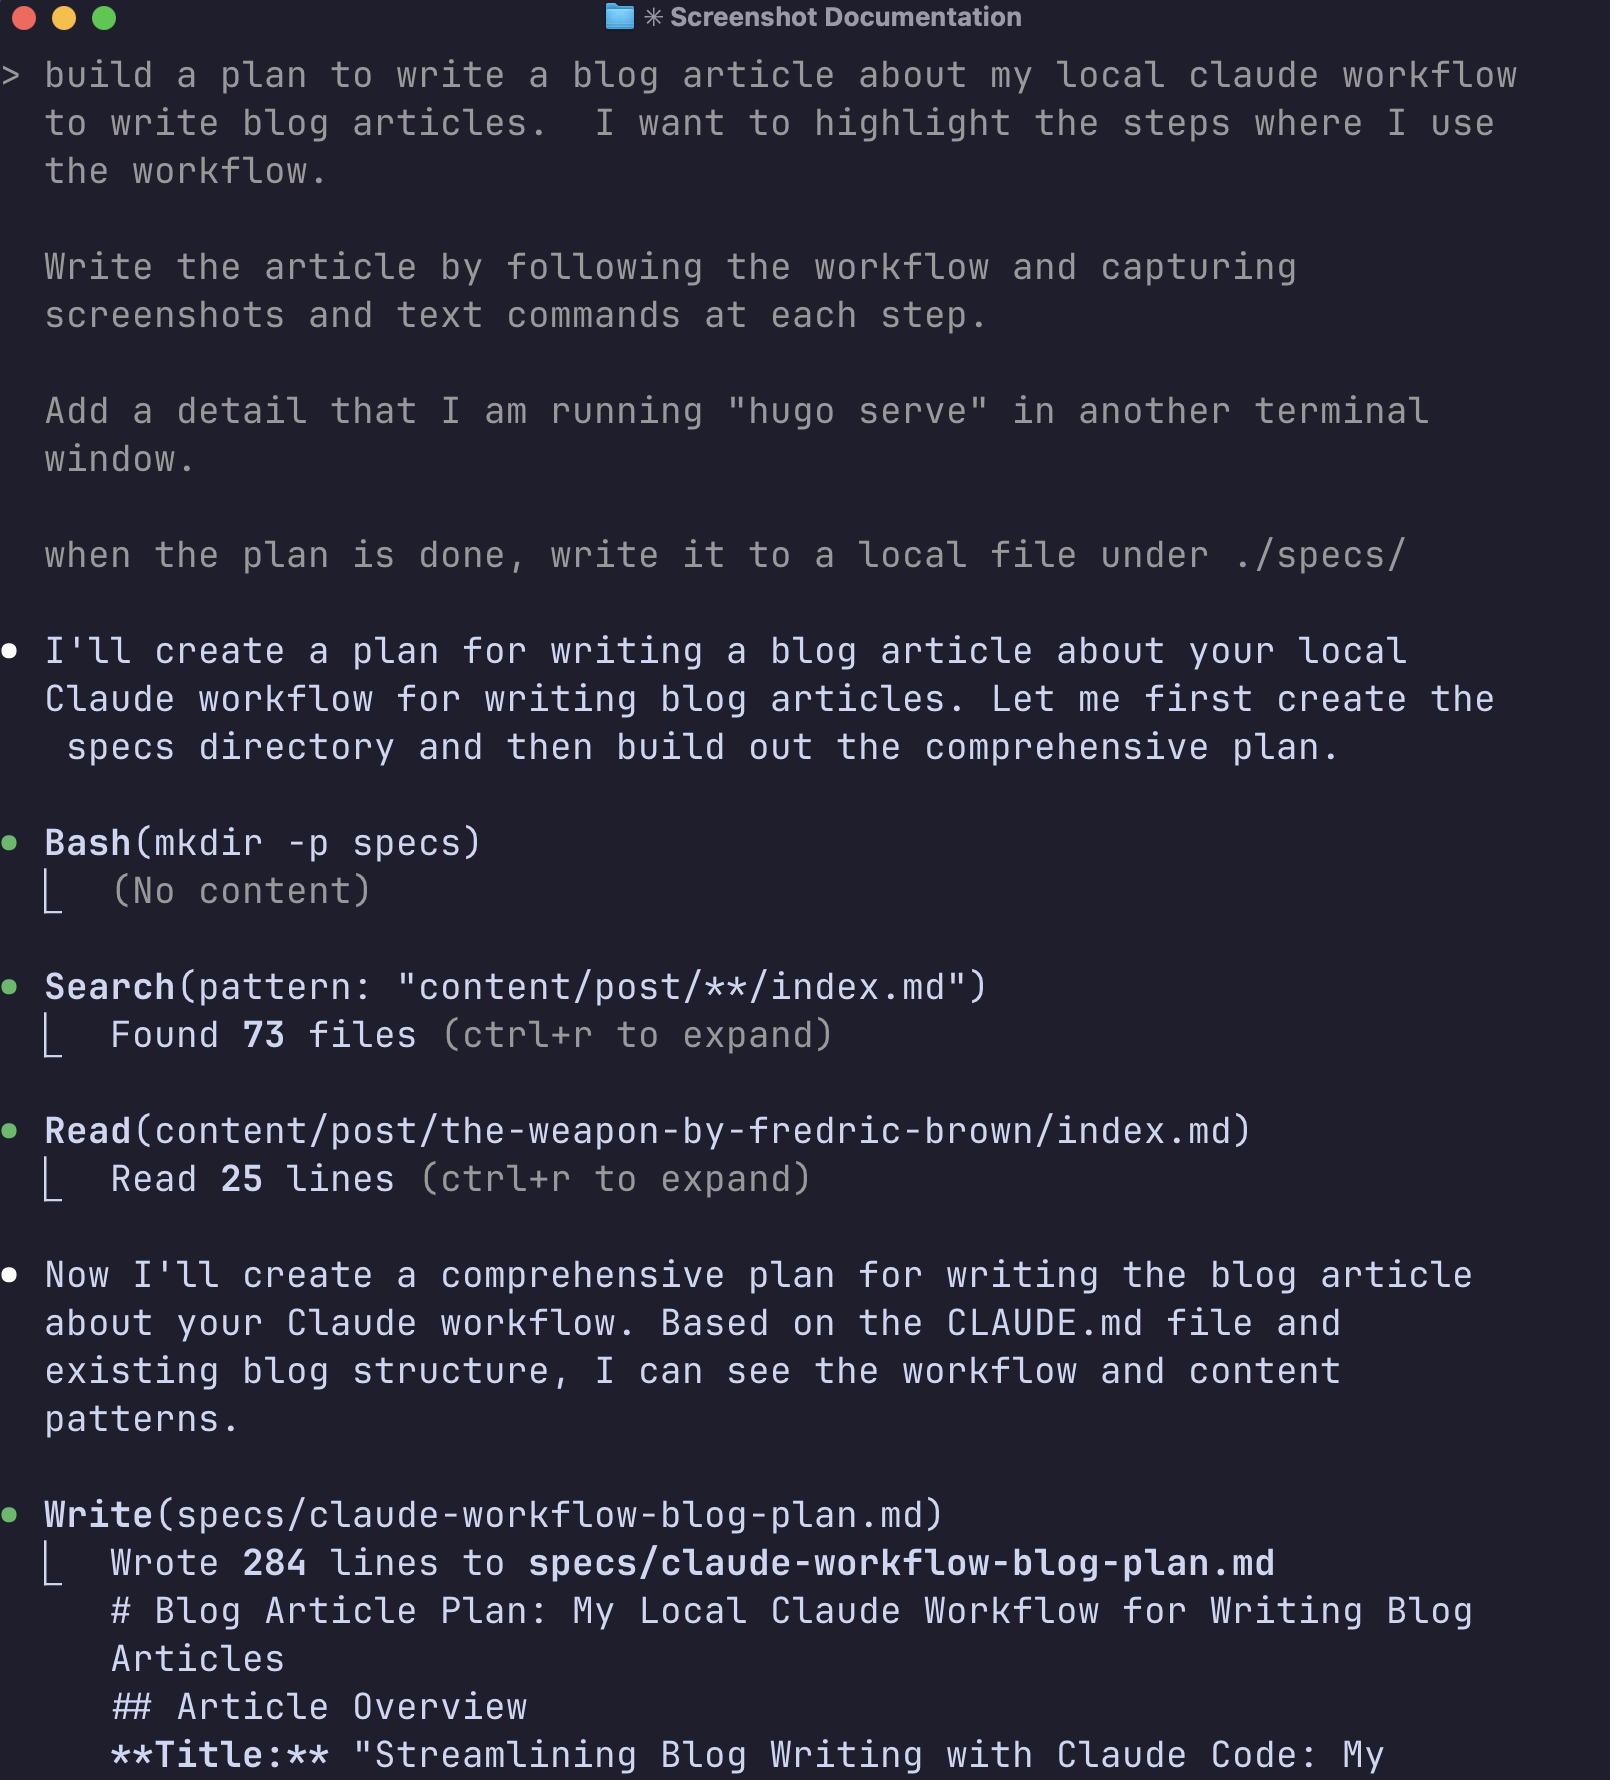 ✳ Screenshot Documentation
> build a plan to write a blog article about my local claude workflow
to write blog articles.  I want to highlight the steps where I use
the workflow.
Write the article by following the workflow and capturing
screenshots and text commands at each step.
Add a detail that I am running "hugo serve" in another terminal
window.
when the plan is done, write it to a local file under ./specs/
● I'll create a plan for writing a blog article about your local
Claude workflow for writing blog articles. Let me first create the
specs directory and then build out the comprehensive plan.
● Bash(mkdir -p specs)
⎿  (No content)
● Search(pattern: "content/post/**/index.md")
⎿  Found 73 files (ctrl+r to expand)
● Read(content/post/the-weapon-by-fredric-brown/index.md)
⎿  Read 25 lines (ctrl+r to expand)
● Now I'll create a comprehensive plan for writing the blog article
about your Claude workflow. Based on the CLAUDE.md file and
existing blog structure, I can see the workflow and content
patterns.
● Write(specs/claude-workflow-blog-plan.md)
⎿  Wrote 284 lines to specs/claude-workflow-blog-plan.md
# Blog Article Plan: My Local Claude Workflow for Writing Blog
Articles
## Article Overview
**Title:** "Streamlining Blog Writing with Claude Code: My